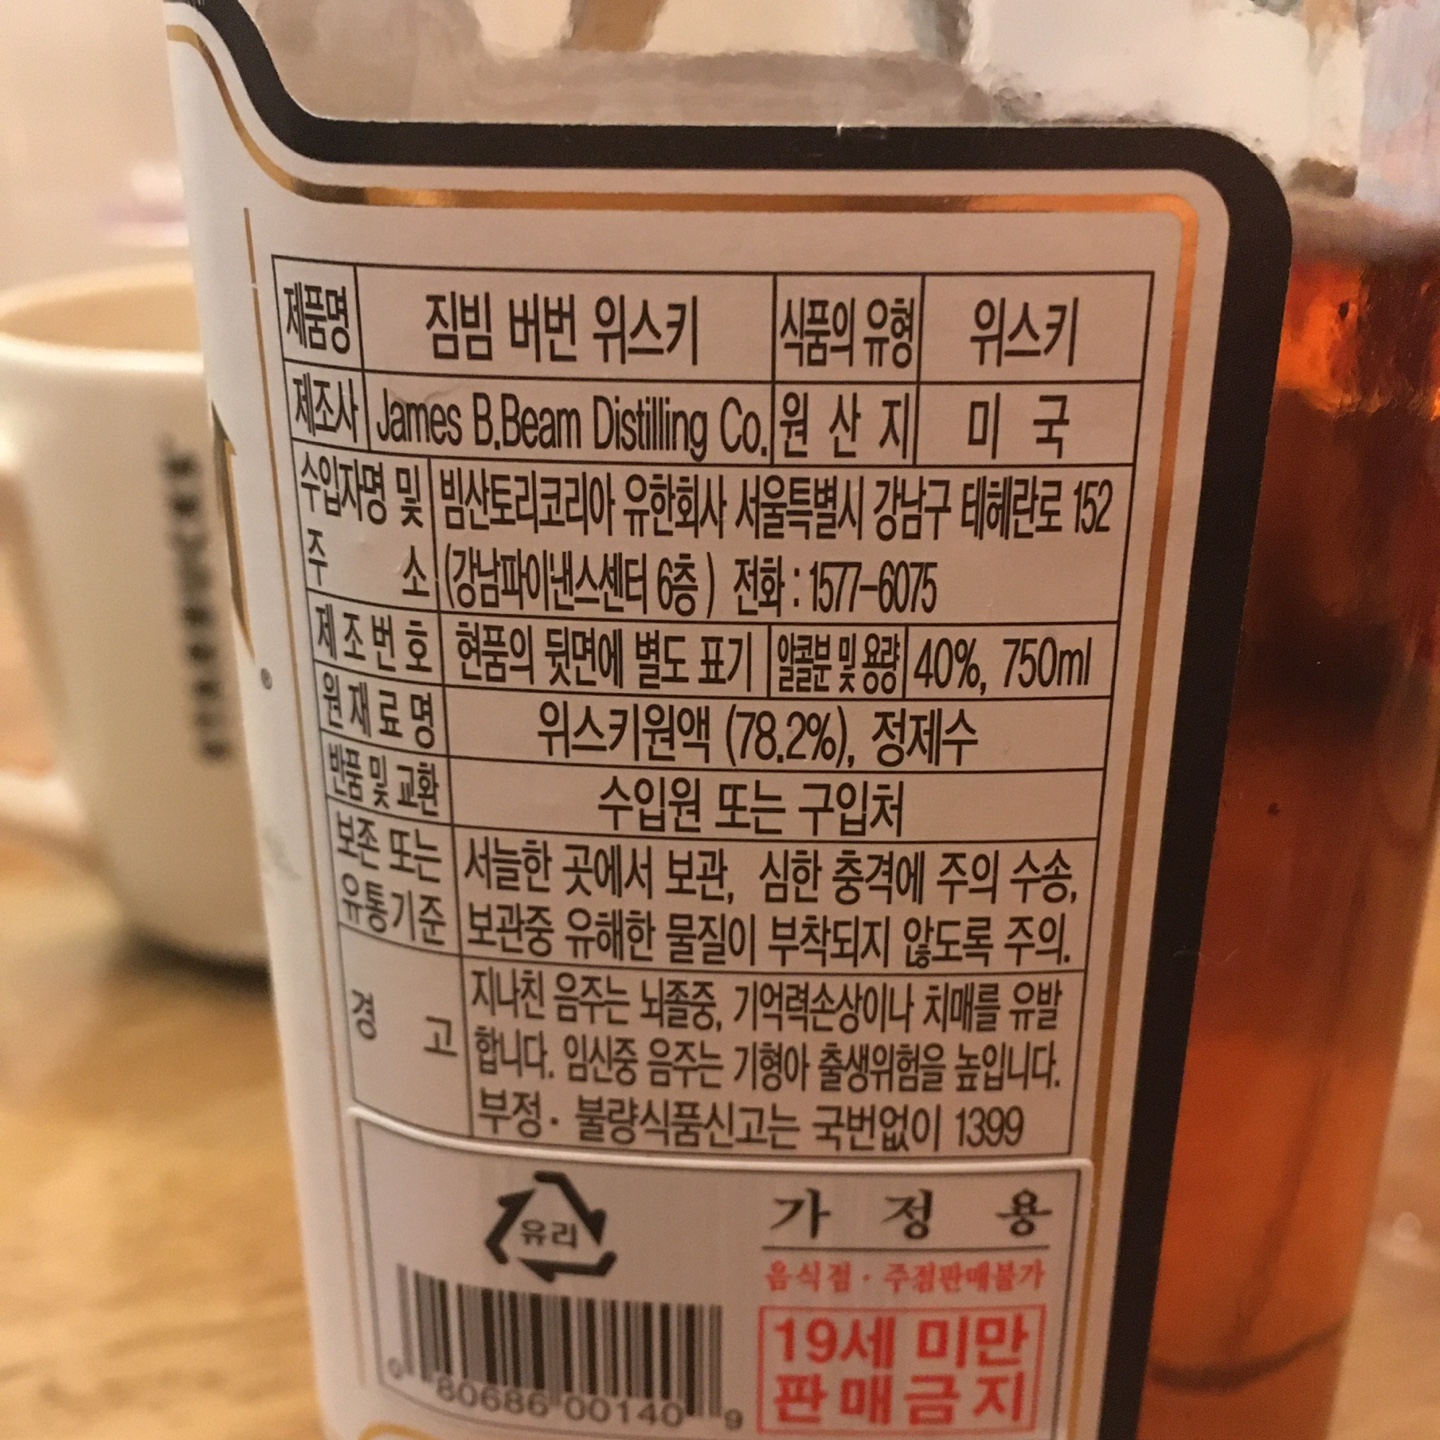 제품명 짐빔 버번 위스키 식품의 유형 위스키
제조사 James B.Beam Distilling Co. 원산지 미국
수입자명 및 주소 빔산토리코리아 유한회사 서울특별시 강남구 테헤란로 152
(강남파이낸스센터 6층) 전화 : 1577-6075
제조번호 현품의 뒷면에 별도 표기 알콜분 및 용량 40%, 750ml
원재료명 위스키원액 (78.2%), 정제수
반품 및 교환 수입원 또는 구입처
보존 또는 서늘한 곳에서 보관, 심한 충격에 주의 수송,
유통기준 보관중 유해한 물질이 부착되지 않도록 주의.
경고 지나친 음주는 뇌졸중, 기억력손상이나 치매를 유발
합니다. 임신중 음주는 기형아 출생위험을 높입니다.
부정·불량식품신고는 국번없이 1399
유리
가정용
음식점·주점판매불가
19세 미만
판매금지
0 80686 00140 9
STARBUCKS
®